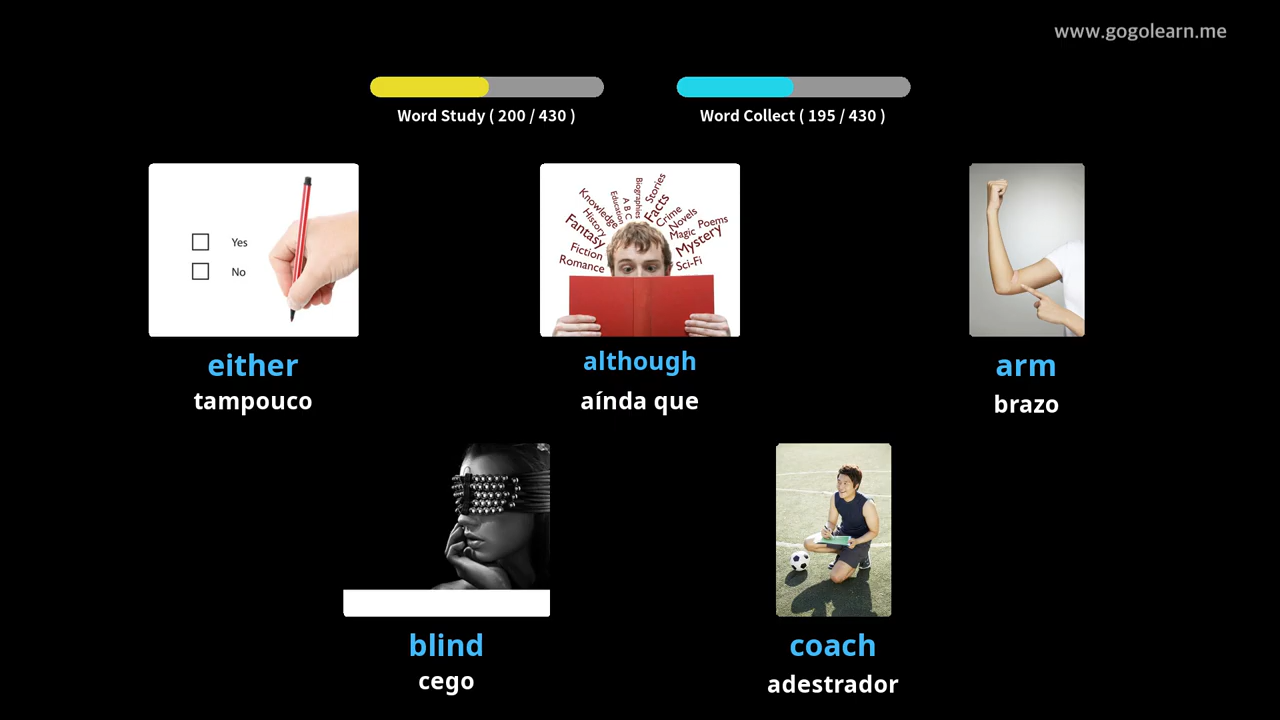 www.gogolearn.me
Word Study ( 200 / 430 )
Word Collect ( 195 / 430 )
Yes
No
Knowledge
History
Fantasy
Fiction
Romance
Education
A B C
Biographies
Stories
Facts
Crime
Novels
Magic
Poems
Mystery
Sci-Fi
either
tampouco
although
aínda que
arm
brazo
blind
cego
coach
adestrador